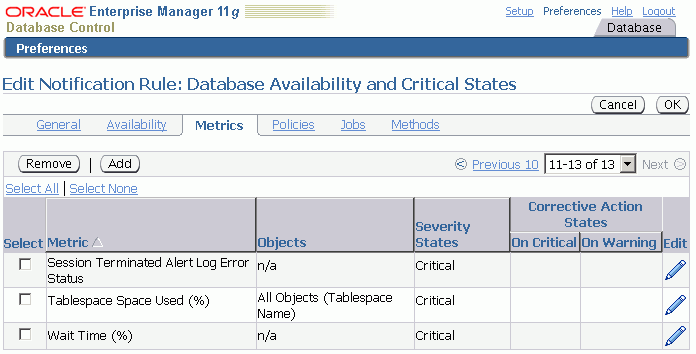 ORACLE Enterprise Manager 11g
Setup Preferences Help Logout
Database Control
Database
Preferences
Edit Notification Rule: Database Availability and Critical States
Cancel OK
General Availability Metrics Policies Jobs Methods
Remove | Add Previous 10 11-13 of 13 Next
Select All | Select None
Corrective Action States
Select Metric Objects Severity States On Critical On Warning Edit
Session Terminated Alert Log Error
Status
n/a Critical
Tablespace Space Used (%)
All Objects (Tablespace
Name)
Critical
Wait Time (%) n/a Critical